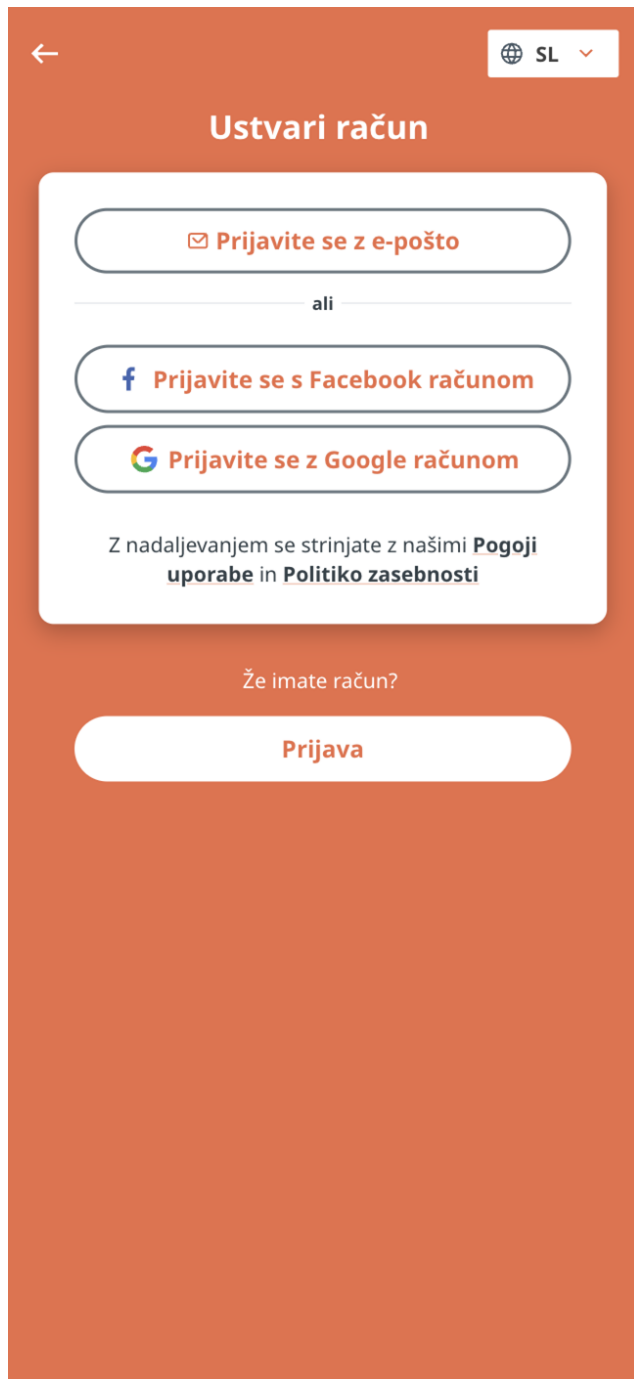 SL
Ustvari račun
Prijavite se z e-pošto
ali
Prijavite se s Facebook računom
Prijavite se z Google računom
Z nadaljevanjem se strinjate z našimi Pogoji
uporabe in Politiko zasebnosti
Že imate račun?
Prijava